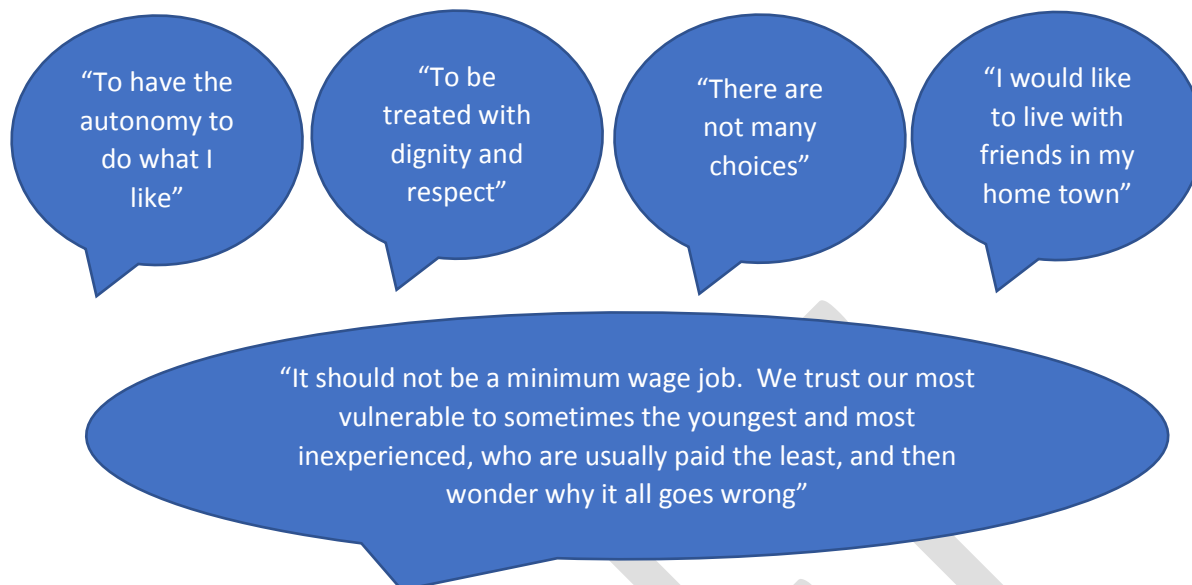 “To have the
autonomy to
do what I
like”
“To be
treated with
dignity and
respect”
“There are
not many
choices”
“I would like
to live with
friends in my
home town”
“It should not be a minimum wage job.  We trust our most
vulnerable to sometimes the youngest and most
inexperienced, who are usually paid the least, and then
wonder why it all goes wrong”